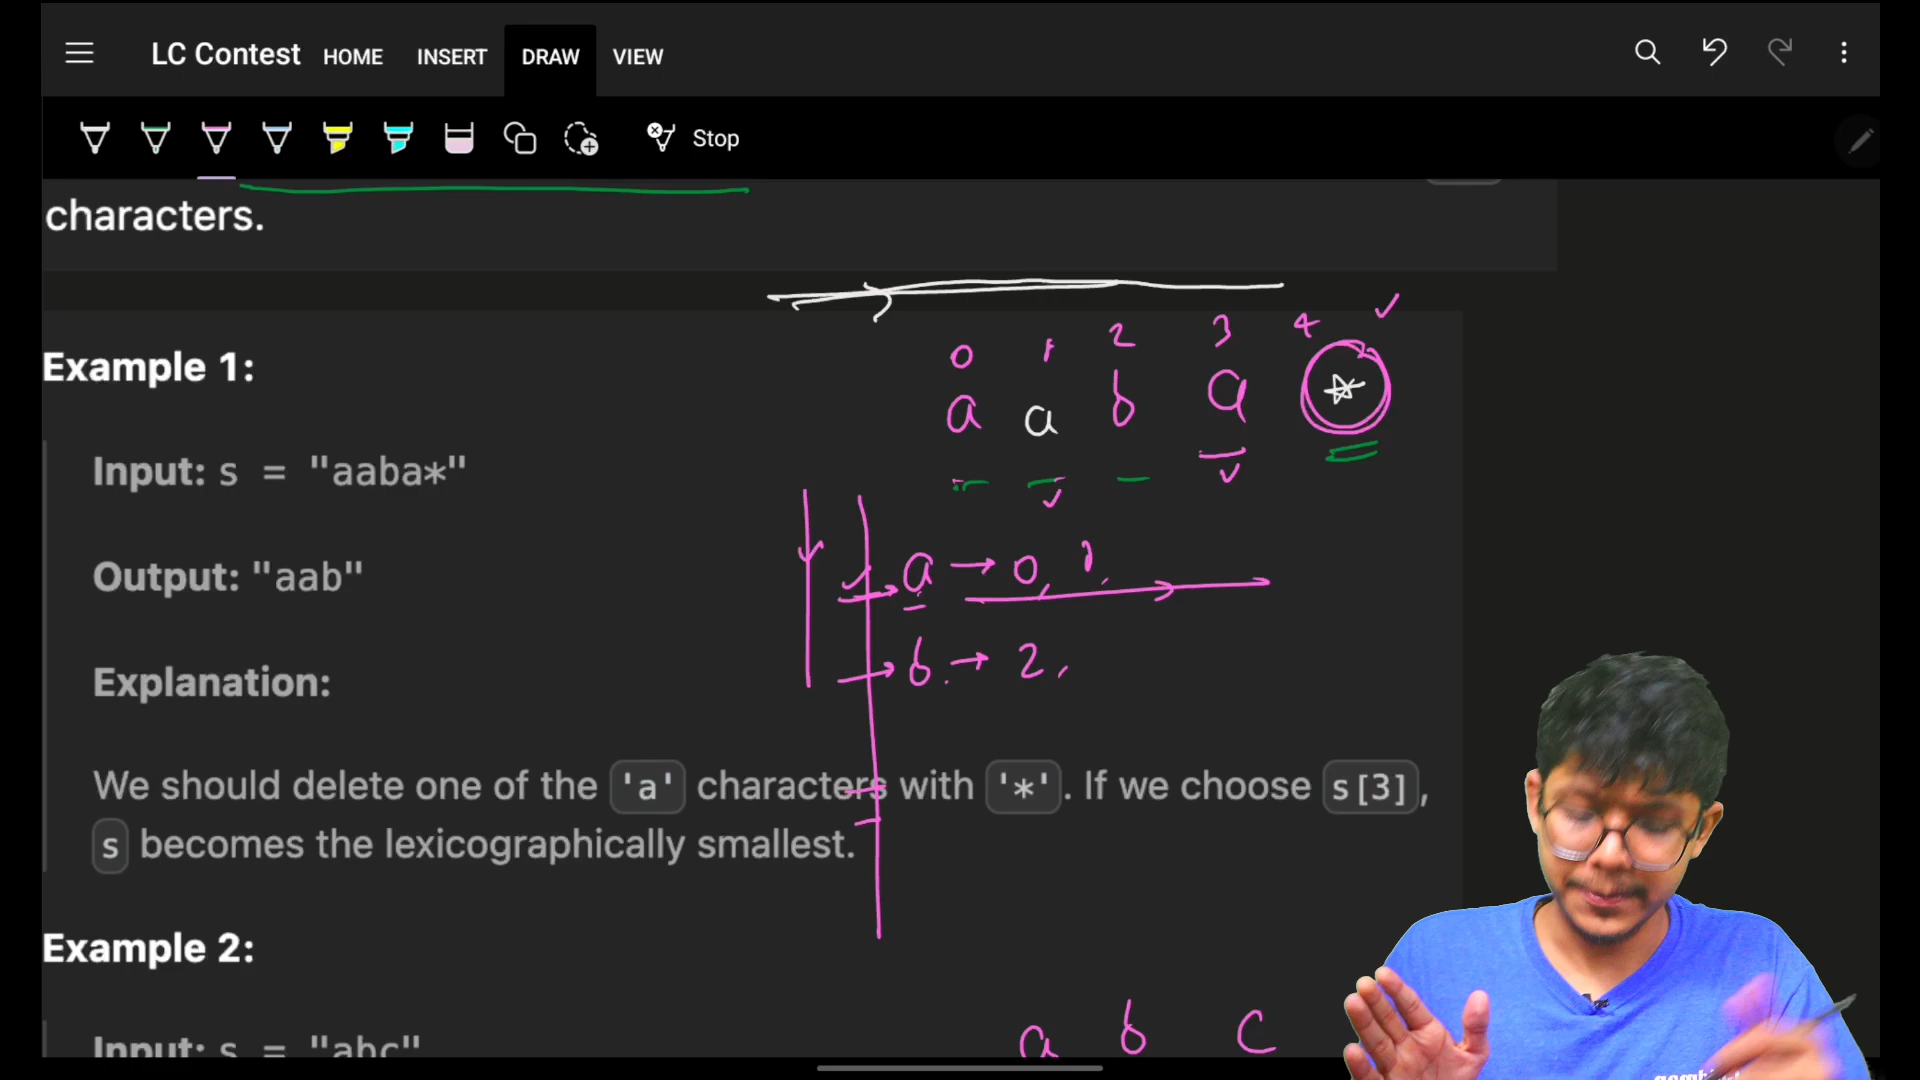 LC Contest HOME INSERT DRAW VIEW
Stop
characters.
0 1 2 3 4
a a b a *
Example 1:
Input: s = "aaba*"
Output: "aab"
a → 0, 1,
b → 2,
Explanation:
We should delete one of the 'a' characters with '*'. If we choose s[3],
s becomes the lexicographically smallest.
Example 2:
Input: s = "abc"
a b c